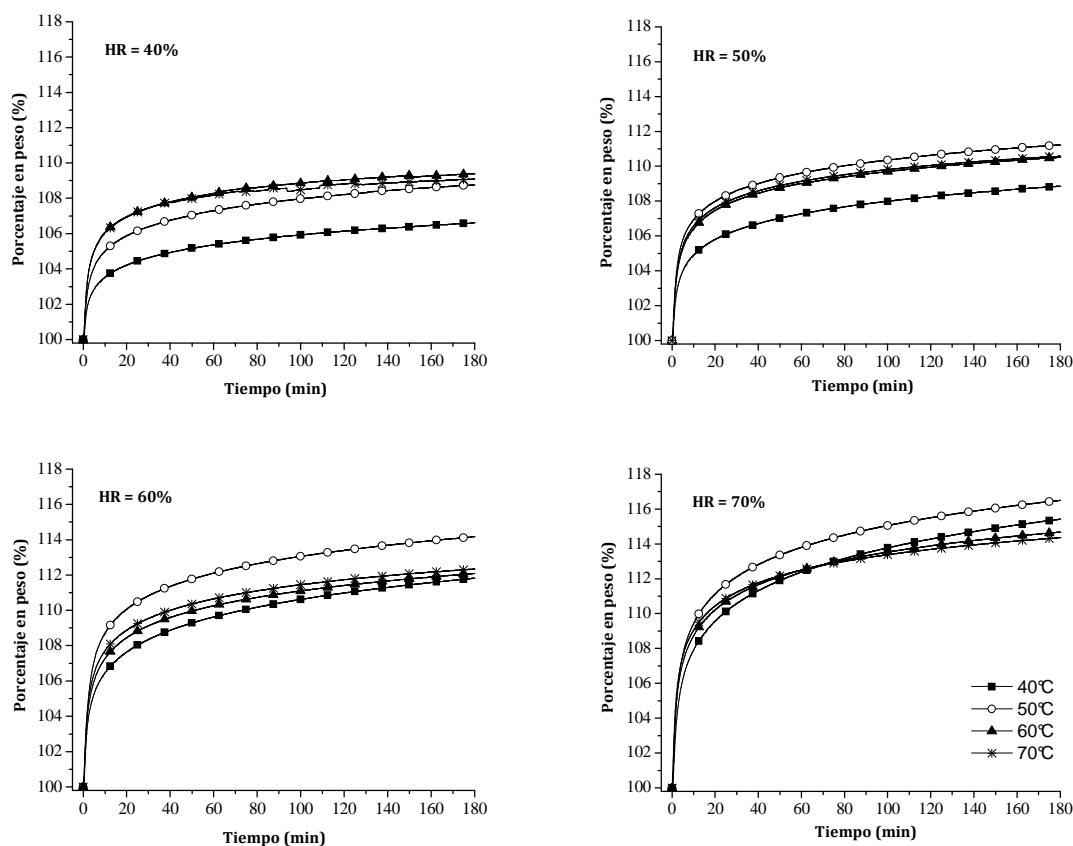 HR = 40%
Porcentaje en peso (%)
118
116
114
112
110
108
106
104
102
100
0 20 40 60 80 100 120 140 160 180
Tiempo (min)
HR = 50%
Porcentaje en peso (%)
118
116
114
112
110
108
106
104
102
100
0 20 40 60 80 100 120 140 160 180
Tiempo (min)
HR = 60%
Porcentaje en peso (%)
118
116
114
112
110
108
106
104
102
100
0 20 40 60 80 100 120 140 160 180
Tiempo (min)
HR = 70%
Porcentaje en peso (%)
118
116
114
112
110
108
106
104
102
100
0 20 40 60 80 100 120 140 160 180
Tiempo (min)
40°C
50°C
60°C
70°C